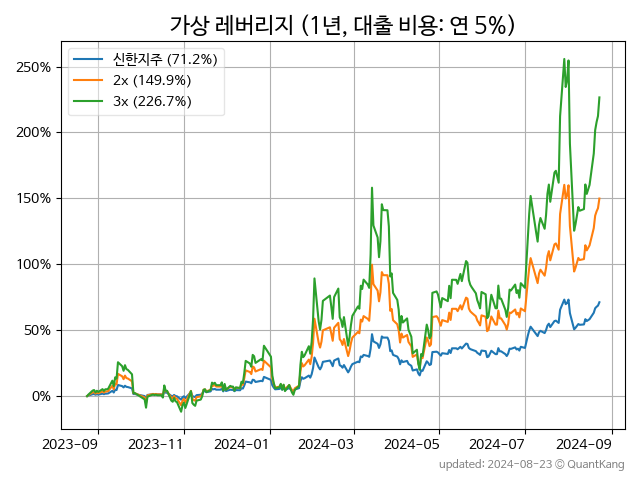 가상 레버리지 (1년, 대출 비용: 연 5%)
신한지주 (71.2%)
2x (149.9%)
3x (226.7%)
250%
200%
150%
100%
50%
0%
2023-09 2023-11 2024-01 2024-03 2024-05 2024-07 2024-09
updated: 2024-08-23 © QuantKang